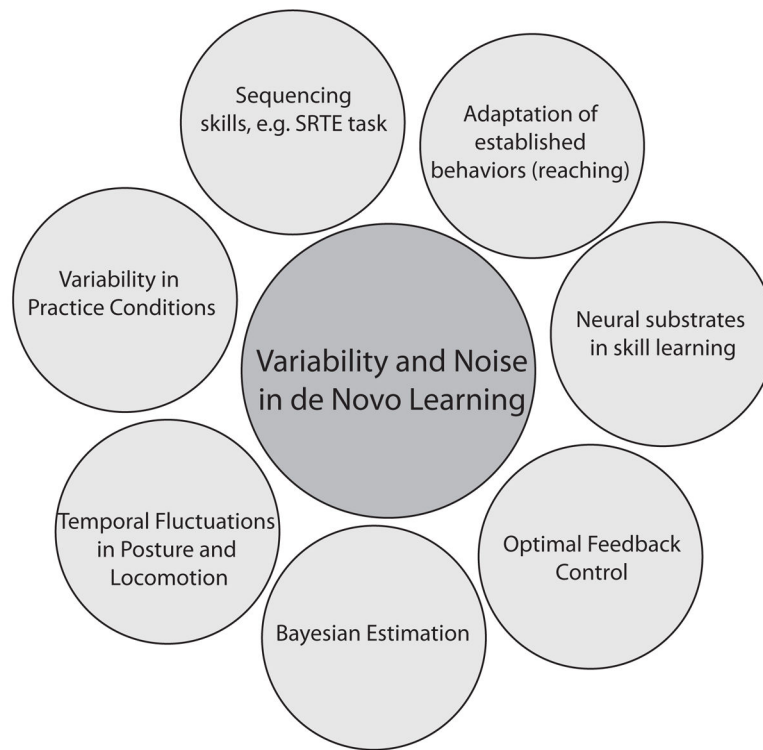 Sequencing
skills, e.g. SRTE task
Adaptation of
established
behaviors (reaching)
Variability in
Practice Conditions
Neural substrates
in skill learning
Variability and Noise
in de Novo Learning
Temporal Fluctuations
in Posture and
Locomotion
Optimal Feedback
Control
Bayesian Estimation